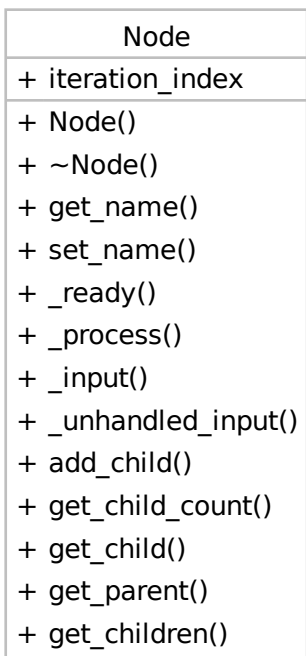 Node
+ iteration_index
+ Node()
+ ~Node()
+ get_name()
+ set_name()
+ _ready()
+ _process()
+ _input()
+ _unhandled_input()
+ add_child()
+ get_child_count()
+ get_child()
+ get_parent()
+ get_children()